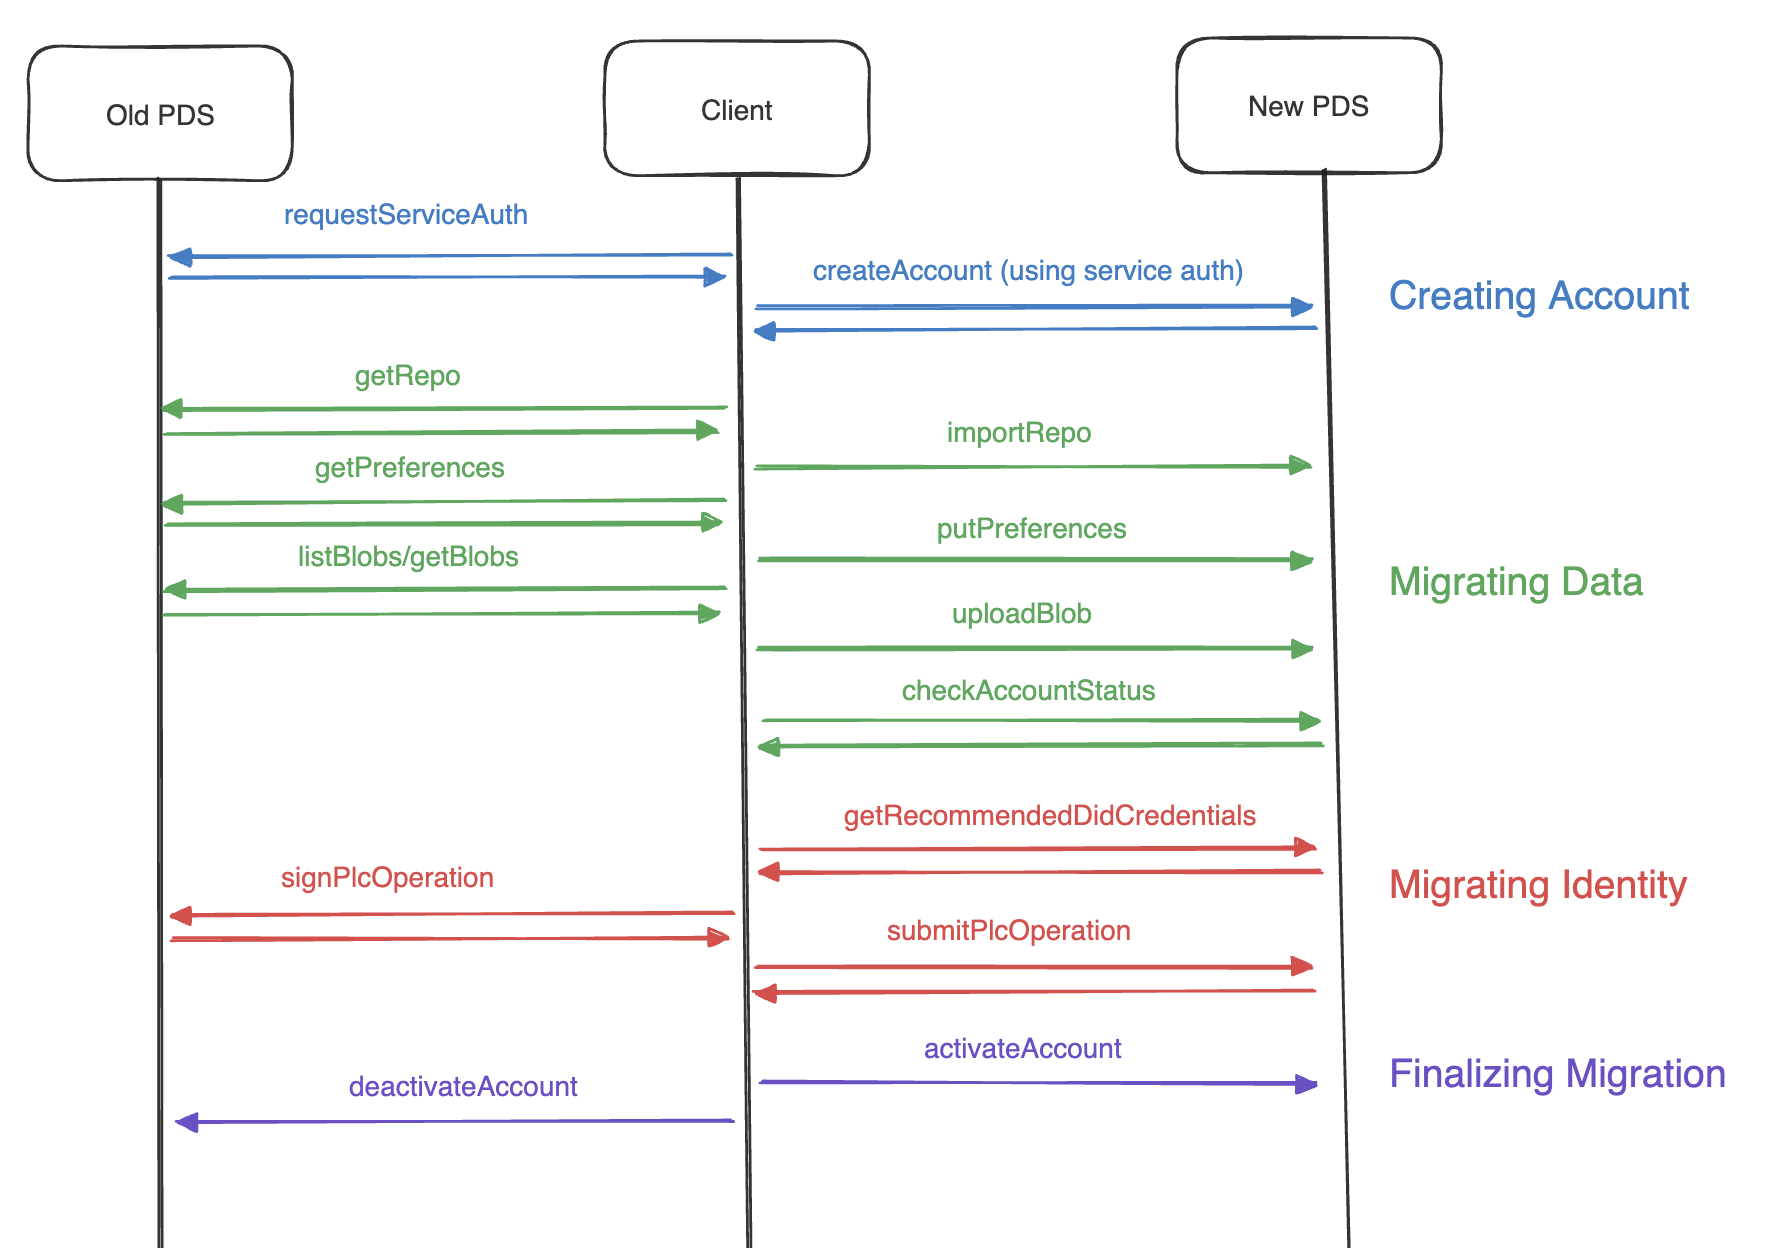 Old PDS
Client
New PDS
requestServiceAuth
createAccount (using service auth)
Creating Account
getRepo
importRepo
getPreferences
putPreferences
listBlobs/getBlobs
Migrating Data
uploadBlob
checkAccountStatus
getRecommendedDidCredentials
signPlcOperation
Migrating Identity
submitPlcOperation
activateAccount
Finalizing Migration
deactivateAccount